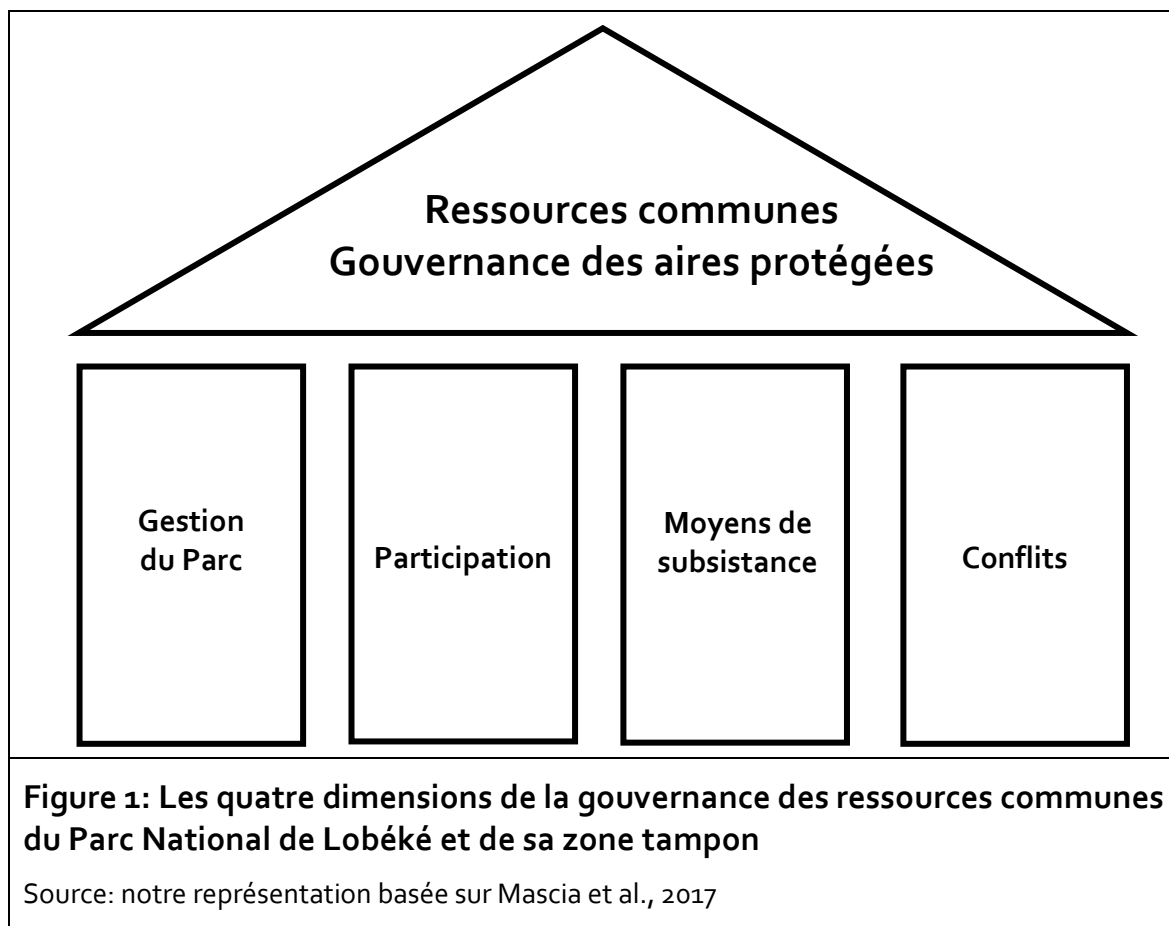 Ressources communes
Gouvernance des aires protégées
Gestion
du Parc
Participation
Moyens de
subsistance
Conflits
Figure 1: Les quatre dimensions de la gouvernance des ressources communes
du Parc National de Lobéké et de sa zone tampon
Source: notre représentation basée sur Mascia et al., 2017